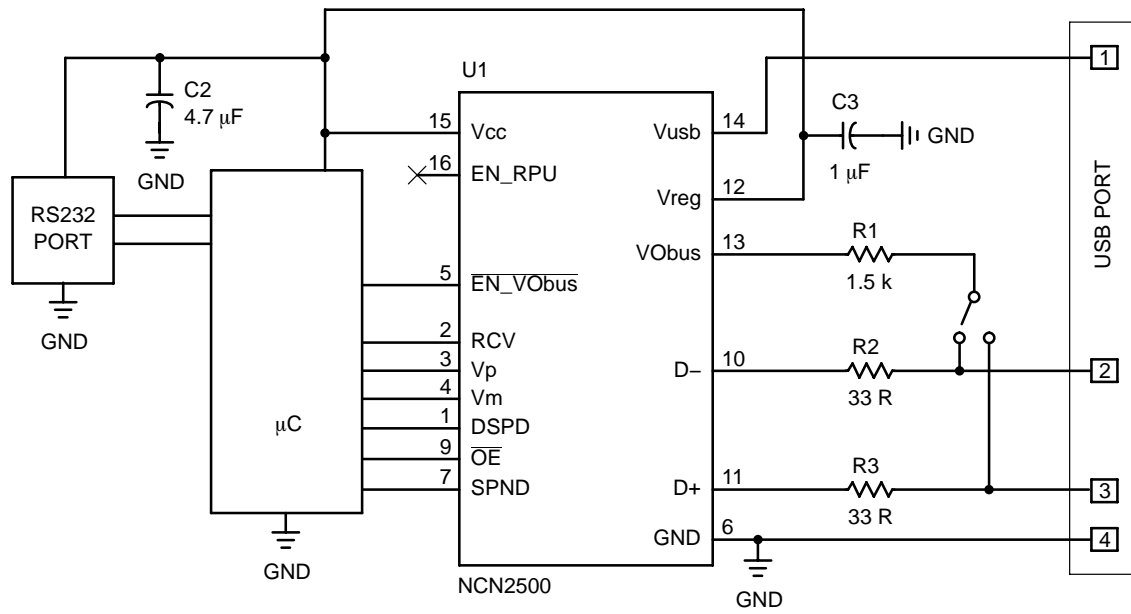 U1
C2
4.7 μF
GND
RS232
PORT
GND
μC
GND
15
Vcc
16
EN_RPU
5
EN_VObus
2
RCV
3
Vp
4
Vm
1
DSPD
9
OE
7
SPND
NCN2500
Vusb
14
Vreg
12
VObus
13
D–
10
D+
11
GND
6
GND
C3
1 μF
GND
R1
1.5 k
R2
33 R
R3
33 R
1
2
3
4
USB PORT